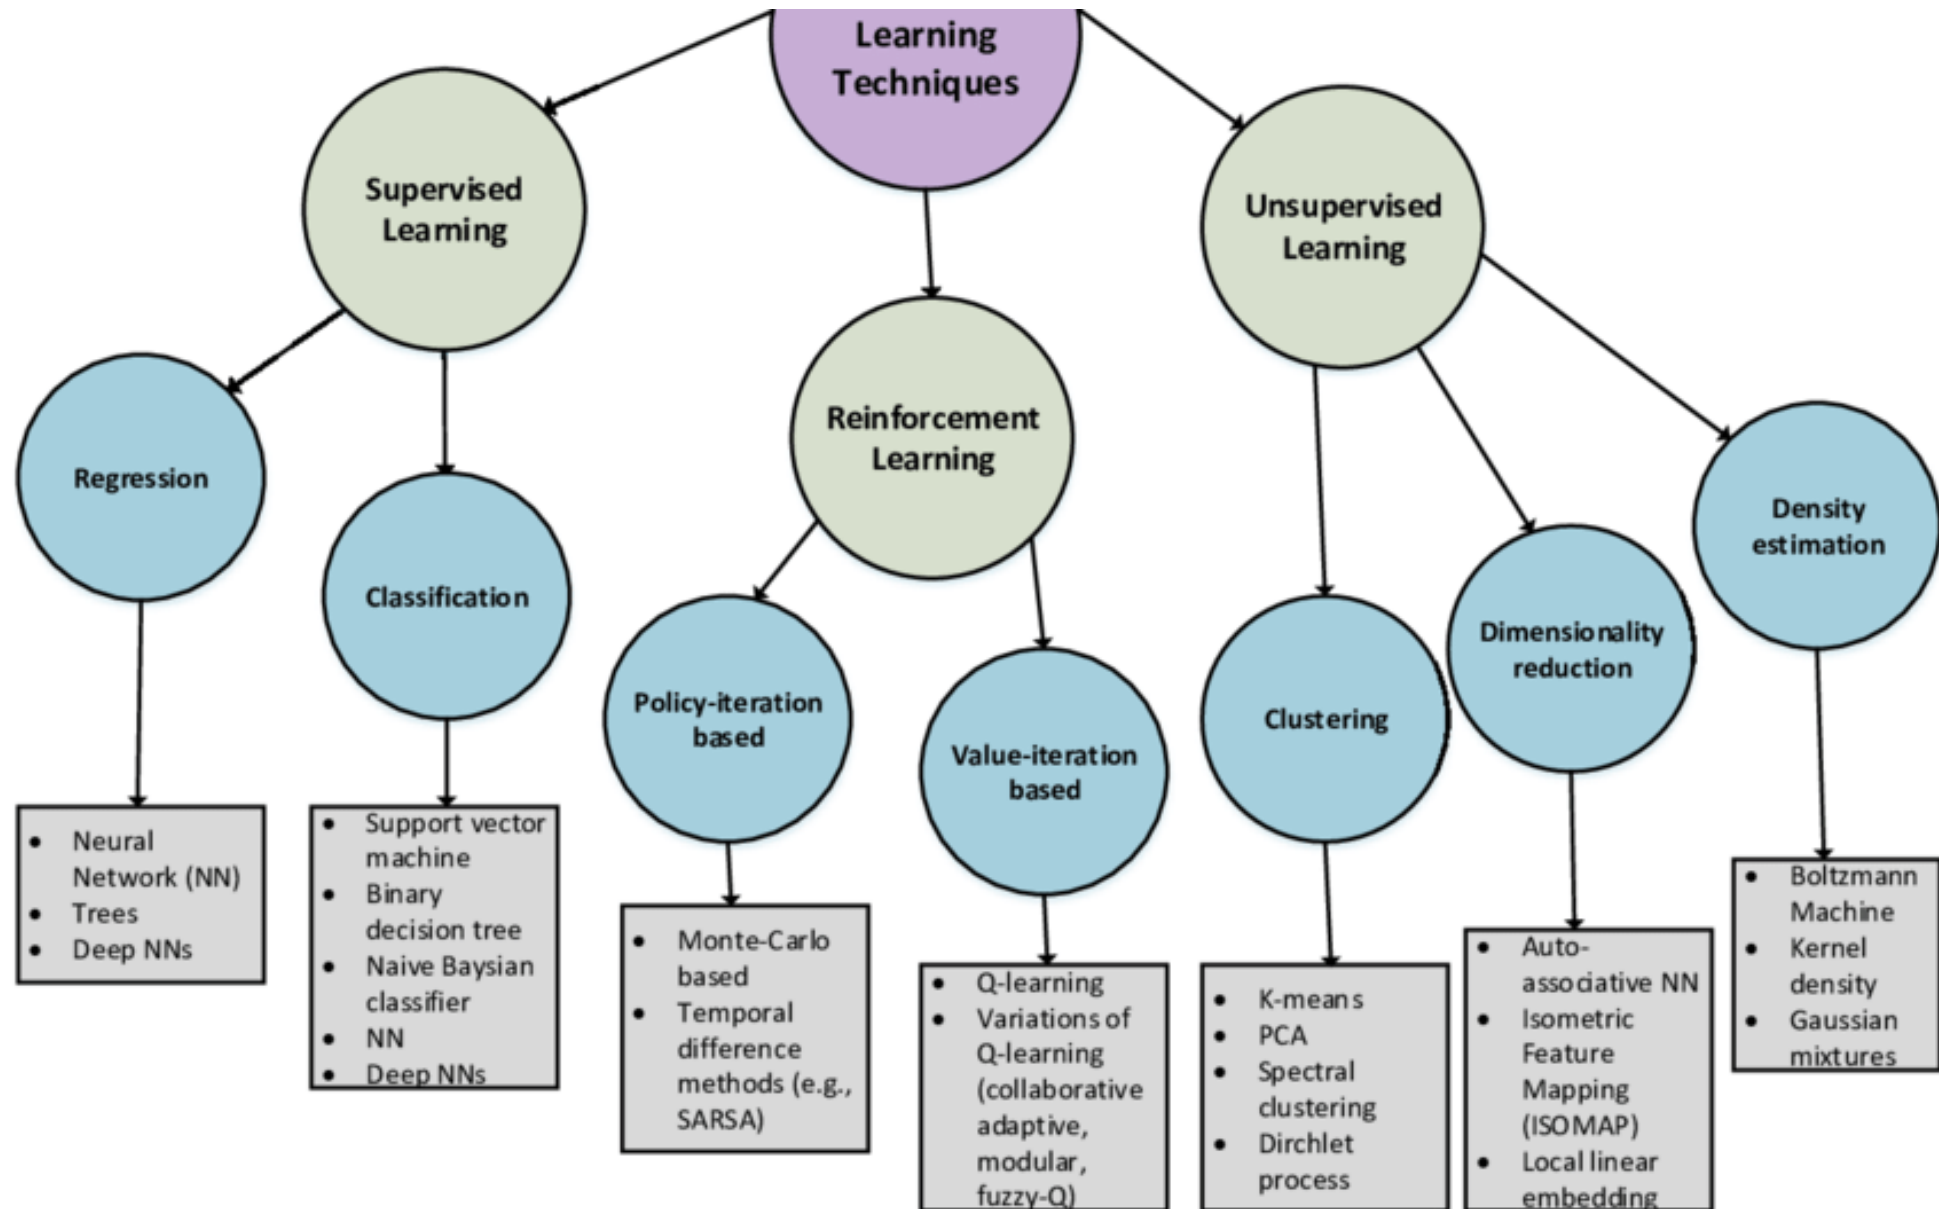 Learning
Techniques
Supervised
Learning
Unsupervised
Learning
Reinforcement
Learning
Regression
Classification
Policy-iteration
based
Value-iteration
based
Clustering
Dimensionality
reduction
Density
estimation
• Neural
Network (NN)
• Trees
• Deep NNs
• Support vector
machine
• Binary
decision tree
• Naive Baysian
classifier
• NN
• Deep NNs
• Monte-Carlo
based
• Temporal
difference
methods (e.g.,
SARSA)
• Q-learning
• Variations of
Q-learning
(collaborative
adaptive,
modular,
fuzzy-Q)
• K-means
• PCA
• Spectral
clustering
• Dirchlet
process
• Auto-
associative NN
• Isometric
Feature
Mapping
(ISOMAP)
• Local linear
embedding
• Boltzmann
Machine
• Kernel
density
• Gaussian
mixtures